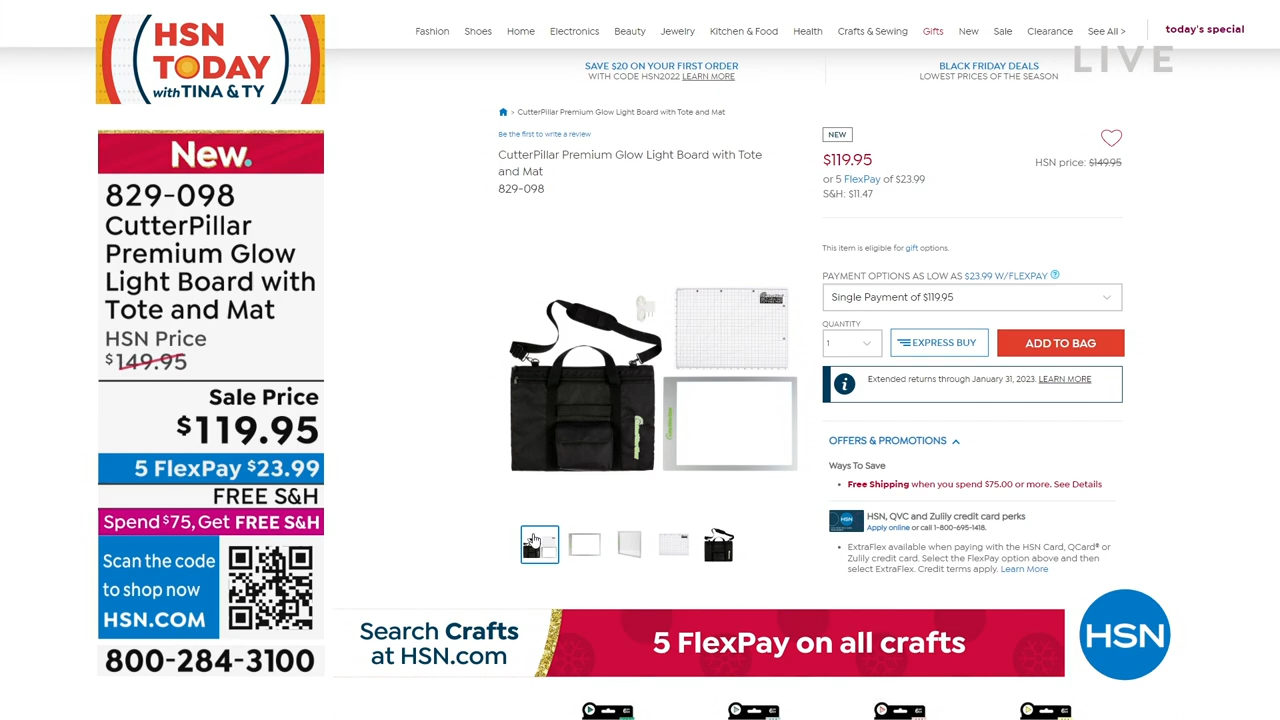 HSN
TODAY
with TINA & TY
Fashion Shoes Home Electronics Beauty Jewelry Kitchen & Food Health Crafts & Sewing Gifts New Sale Clearance See All >
today's special
LIVE
SAVE $20 ON YOUR FIRST ORDER
WITH CODE HSN2022 LEARN MORE
BLACK FRIDAY DEALS
LOWEST PRICES OF THE SEASON
New.
829-098
CutterPillar
Premium Glow
Light Board with
Tote and Mat
HSN Price
$149.95
Sale Price
$119.95
5 FlexPay $23.99
FREE S&H
Spend $75, Get FREE S&H
Scan the code
to shop now
HSN.COM
800-284-3100
> CutterPillar Premium Glow Light Board with Tote and Mat
Be the first to write a review
CutterPillar Premium Glow Light Board with Tote
and Mat
829-098
NEW
$119.95
HSN price: $149.95
or 5 FlexPay of $23.99
S&H: $11.47
This item is eligible for gift options.
PAYMENT OPTIONS AS LOW AS $23.99 W/FLEXPAY ?
Single Payment of $119.95
QUANTITY
1
EXPRESS BUY
ADD TO BAG
i
Extended returns through January 31, 2023. LEARN MORE
OFFERS & PROMOTIONS
Ways To Save
• Free Shipping when you spend $75.00 or more. See Details
HSN
HSN, QVC and Zulily credit card perks
Apply online or call 1-800-695-1418.
• ExtraFlex available when paying with the HSN Card, QCard® or
Zulily credit card. Select the FlexPay option above and then
select ExtraFlex. Credit terms apply. Learn More
Search Crafts
at HSN.com
5 FlexPay on all crafts
HSN